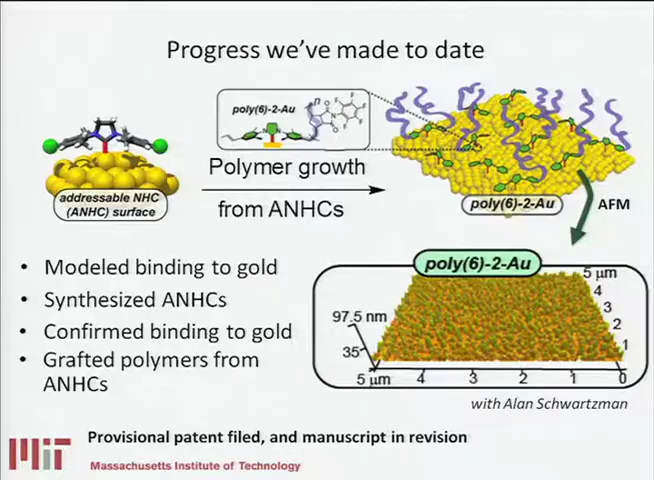 Progress we've made to date
poly(6)-2-Au
n
F
F
F
F
F
N
O
O
Polymer growth
from ANHCs
addressable NHC
(ANHC) surface
poly(6)-2-Au
AFM
• Modeled binding to gold
• Synthesized ANHCs
• Confirmed binding to gold
• Grafted polymers from
ANHCs
poly(6)-2-Au
97.5 nm
35
5 μm
4
3
2
1
5 μm
4
3
2
1
0
with Alan Schwartzman
Provisional patent filed, and manuscript in revision
MIT
Massachusetts Institute of Technology